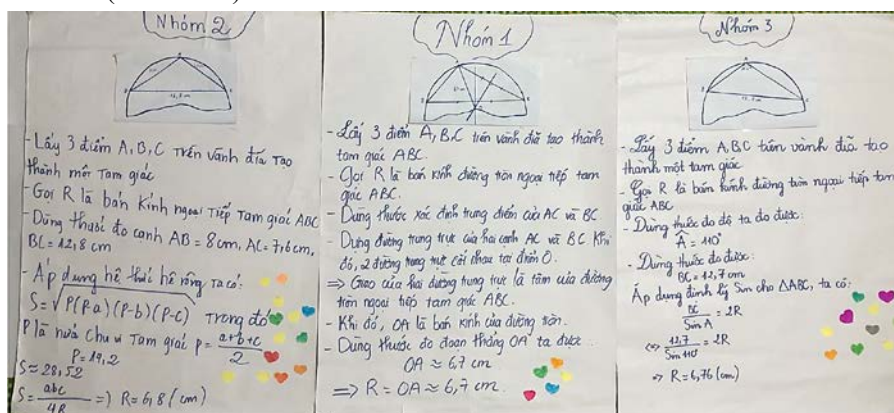 Nhóm 2
- Lấy 3 điểm A, B, C Trên vành đĩa Tạo
thành một Tam giác
- Gọi R là bán kính ngoại Tiếp Tam giác ABC
- Dùng thước đo cạnh AB = 8cm, AC = 7,6cm,
BC = 12,8 cm
- Áp dụng hệ thức hê rông Ta có:
S = √P(P-a)(P-b)(P-c) Trong đó
P là nửa chu vi Tam giác P = a+b+c/2
P = 14,2
S ≈ 28,52
S = abc/4R => R = 6,8 (cm)
Nhóm 1
- Lấy 3 điểm A, B, C trên vành đĩa tạo thành
tam giác ABC.
- Gọi R là bán kính đường tròn ngoại tiếp tam
giác ABC.
- Dùng thước xác định trung điểm của AC và BC
- Dựng đường trung trực của hai cạnh AC và BC khi
đó, 2 đường trung trực cắt nhau tại điểm O.
=> Giao của hai đường trung trực là tâm của đường
tròn ngoại tiếp tam giác ABC.
- Khi đó, OA là bán kính của đường tròn.
- Dùng thước đo đoạn thẳng OA ta được:
OA ≈ 6,7 cm
=> R = OA ≈ 6,7 cm.
Nhóm 3
- Lấy 3 điểm A, B, C trên vành đĩa tạo
thành một tam giác
- Gọi R là bán kính đường tròn ngoại tiếp tam
giác ABC
- Dùng thước đo độ ta đo được:
Â = 110°
- Dùng thước đo được:
BC = 12,7 cm
Áp dụng định lý Sin cho ΔABC, ta có:
BC/Sin A = 2R
<=> 12,7/Sin 110° = 2R
=> R = 6,76 (cm)